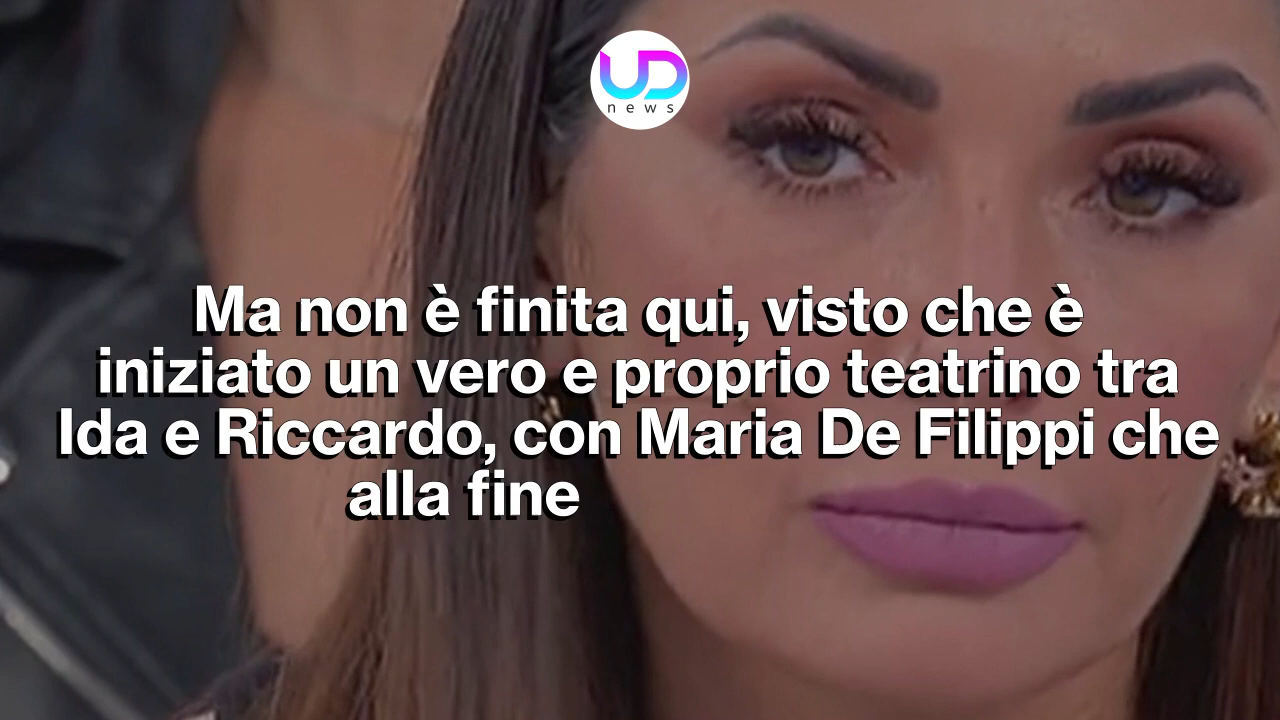 UD
news
Ma non è finita qui, visto che è
iniziato un vero e proprio teatrino tra
Ida e Riccardo, con Maria De Filippi che
alla fine